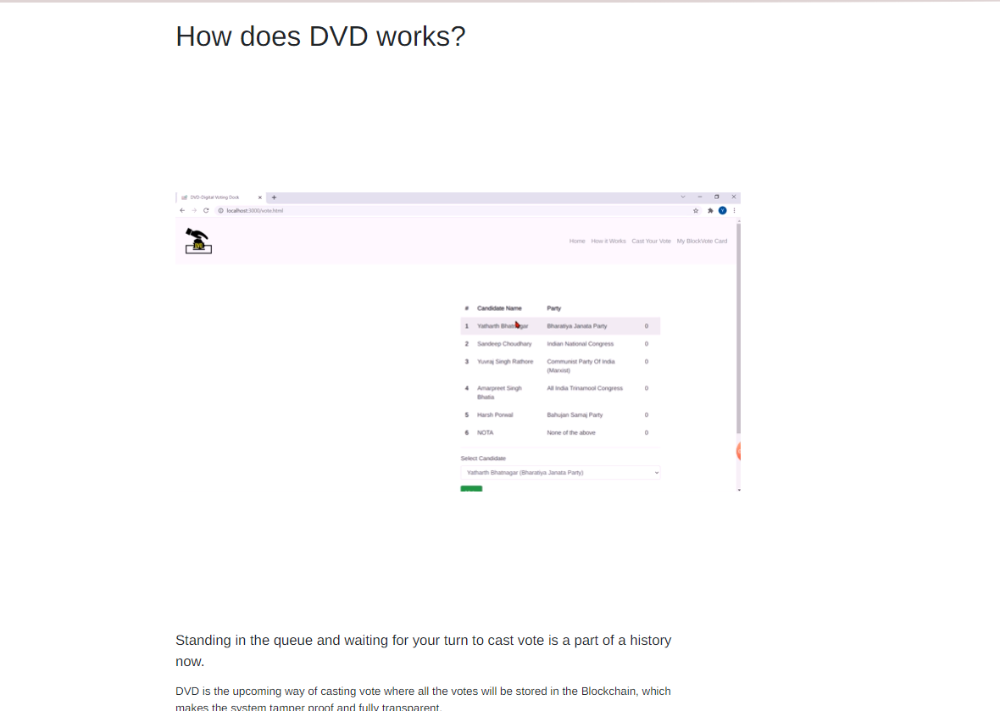 How does DVD works?
DVD-Digital Voting Dock
localhost:3000/vote.html
DVD
Home How it Works Cast Your Vote My BlockVote Card
# Candidate Name Party
1 Yatharth Bhatnagar Bharatiya Janata Party 0
2 Sandeep Choudhary Indian National Congress 0
3 Yuvraj Singh Rathore Communist Party Of India (Marxist) 0
4 Amarpreet Singh Bhatia All India Trinamool Congress 0
5 Harsh Porwal Bahujan Samaj Party 0
6 NOTA None of the above 0
Select Candidate
Yatharth Bhatnagar (Bharatiya Janata Party)
Standing in the queue and waiting for your turn to cast vote is a part of a history
now.
DVD is the upcoming way of casting vote where all the votes will be stored in the Blockchain, which
makes the system tamper proof and fully transparent.